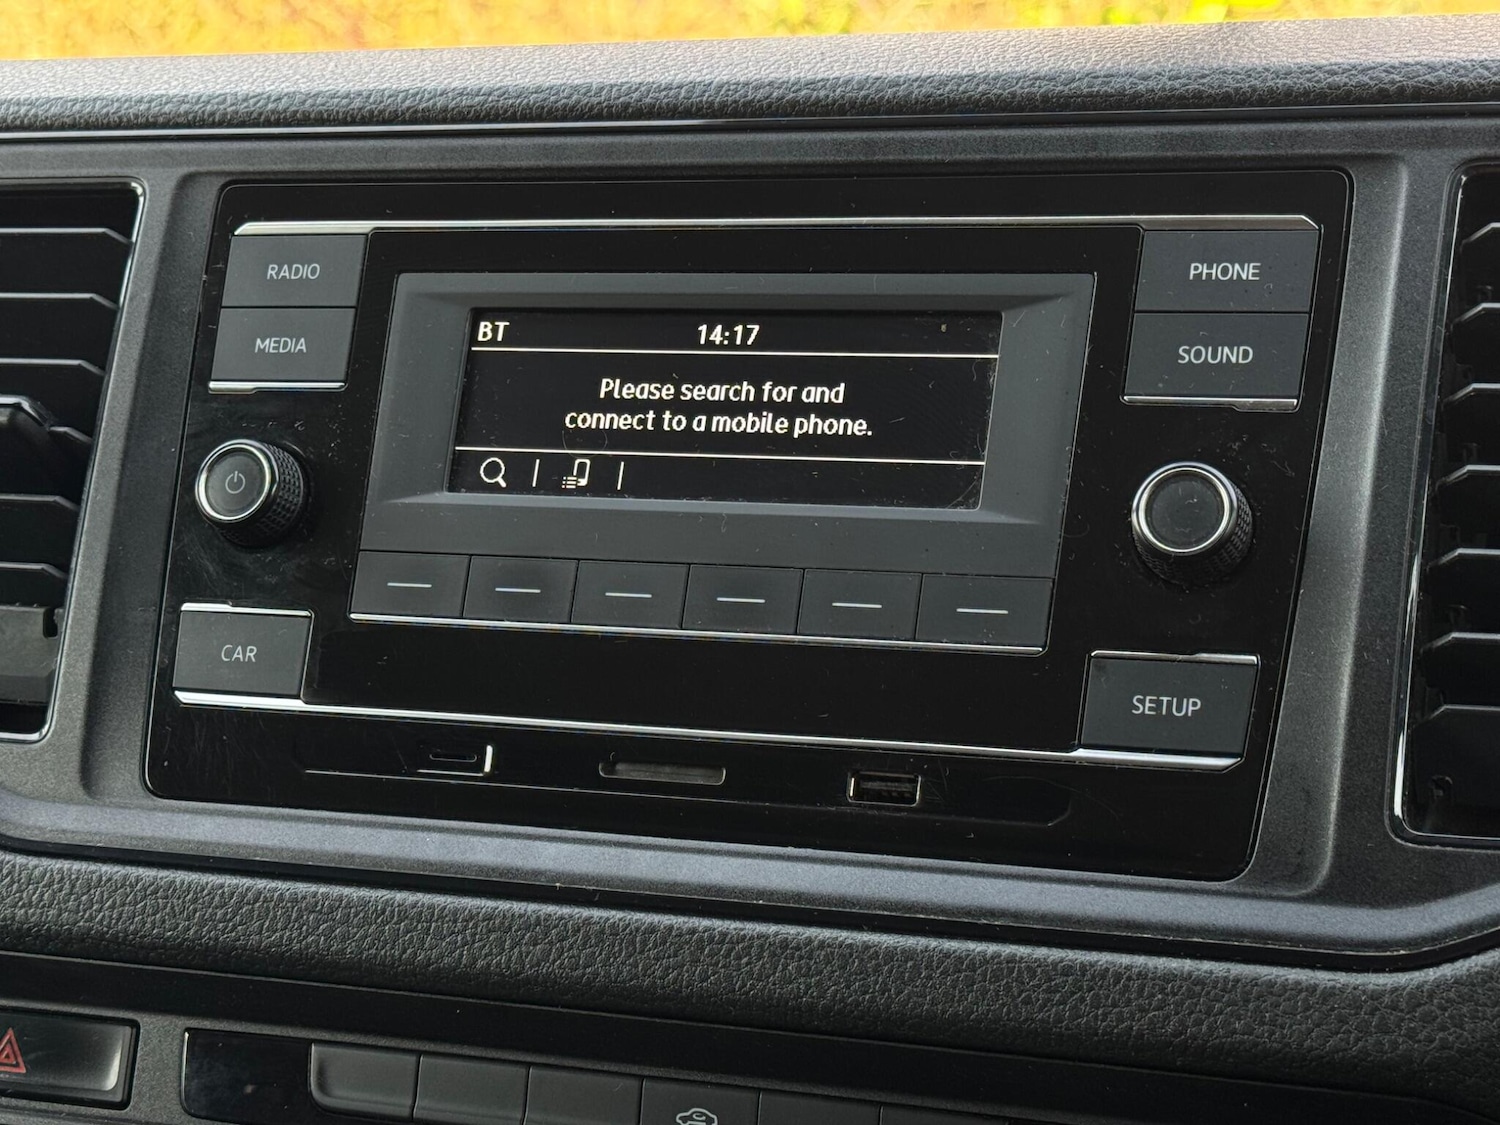 RADIO
MEDIA
BT 14:17
Please search for and
connect to a mobile phone.
PHONE
SOUND
CAR
SETUP